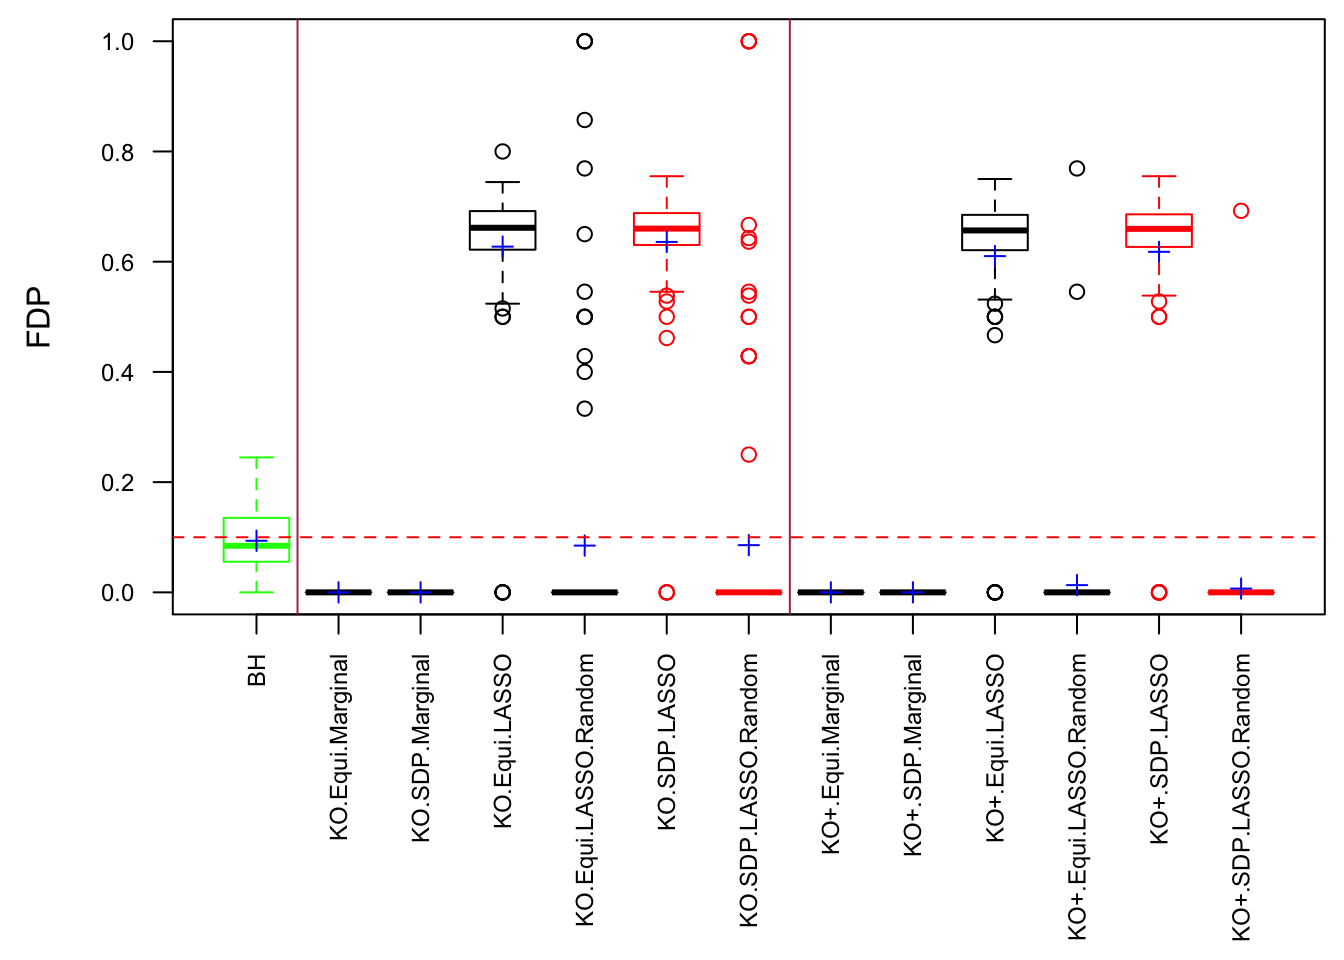 FDP
1.0
0.8
0.6
0.4
0.2
0.0
BH
KO.Equi.Marginal
KO.SDP.Marginal
KO.Equi.LASSO
KO.Equi.LASSO.Random
KO.SDP.LASSO
KO.SDP.LASSO.Random
KO+.Equi.Marginal
KO+.SDP.Marginal
KO+.Equi.LASSO
KO+.Equi.LASSO.Random
KO+.SDP.LASSO
KO+.SDP.LASSO.Random